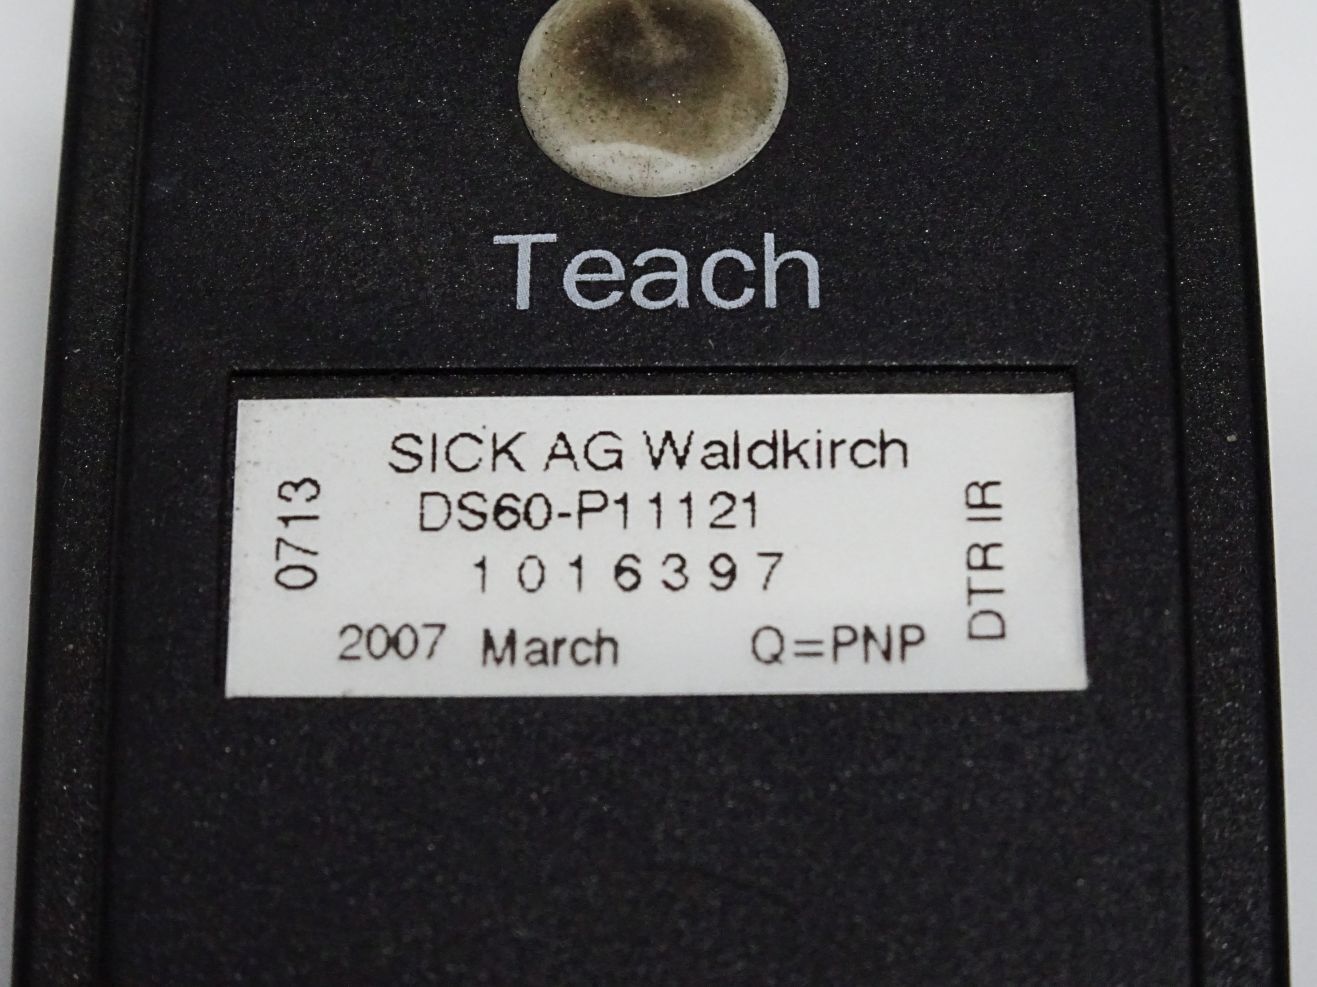 Teach
SICK AG Waldkirch
DS60-P11121
1016397
2007 March Q=PNP
0713
DTR IR